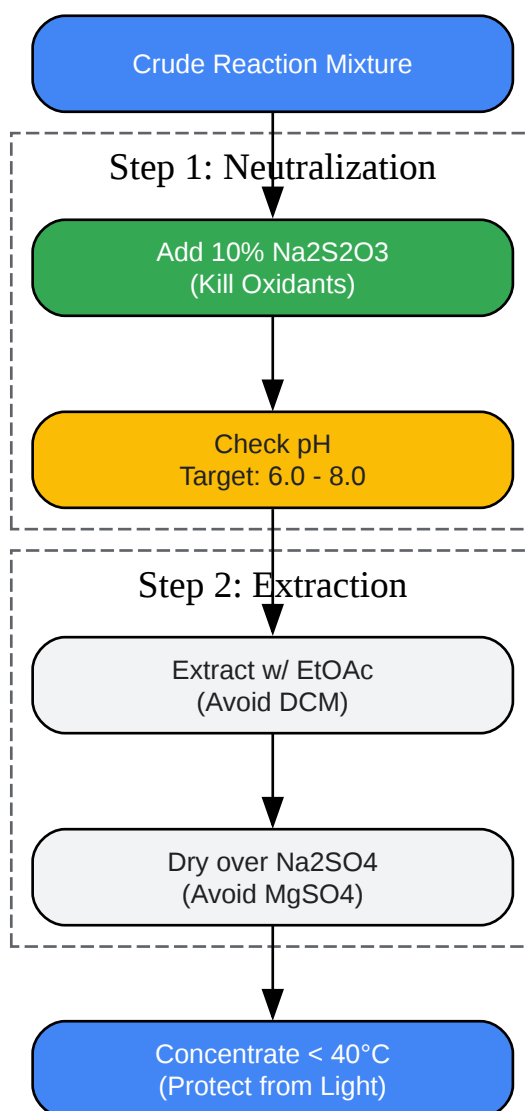 Crude Reaction Mixture
Step 1: Neutralization
Add 10% Na2S2O3
(Kill Oxidants)
Check pH
Target: 6.0 - 8.0
Step 2: Extraction
Extract w/ EtOAc
(Avoid DCM)
Dry over Na2SO4
(Avoid MgSO4)
Concentrate < 40°C
(Protect from Light)